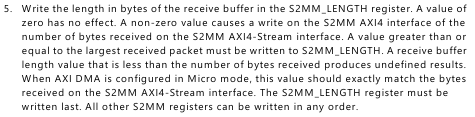 5. Write the length in bytes of the receive buffer in the S2MM_LENGTH register. A value of
zero has no effect. A non-zero value causes a write on the S2MM AXI4 interface of the
number of bytes received on the S2MM AXI4-Stream interface. A value greater than or
equal to the largest received packet must be written to S2MM_LENGTH. A receive buffer
length value that is less than the number of bytes received produces undefined results.
When AXI DMA is configured in Micro mode, this value should exactly match the bytes
received on the S2MM AXI4-Stream interface. The S2MM_LENGTH register must be
written last. All other S2MM registers can be written in any order.